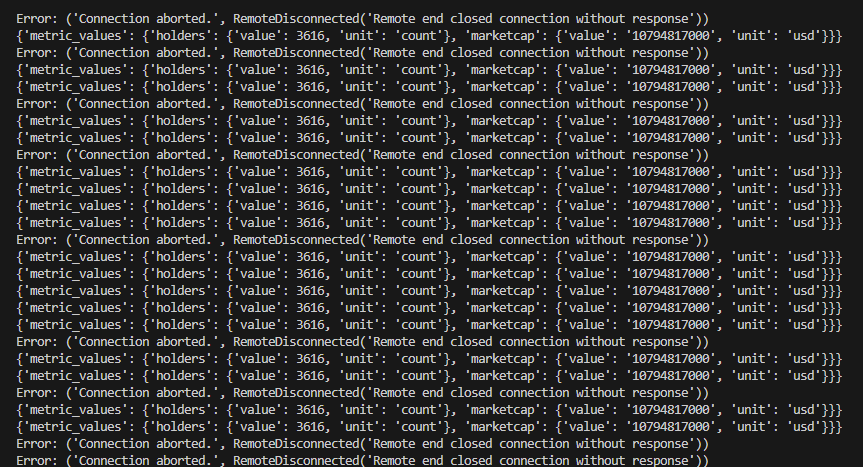 Error: ('Connection aborted.', RemoteDisconnected('Remote end closed connection without response'))
{'metric_values': {'holders': {'value': 3616, 'unit': 'count'}, 'marketcap': {'value': '10794817000', 'unit': 'usd'}}}
Error: ('Connection aborted.', RemoteDisconnected('Remote end closed connection without response'))
{'metric_values': {'holders': {'value': 3616, 'unit': 'count'}, 'marketcap': {'value': '10794817000', 'unit': 'usd'}}}
{'metric_values': {'holders': {'value': 3616, 'unit': 'count'}, 'marketcap': {'value': '10794817000', 'unit': 'usd'}}}
Error: ('Connection aborted.', RemoteDisconnected('Remote end closed connection without response'))
{'metric_values': {'holders': {'value': 3616, 'unit': 'count'}, 'marketcap': {'value': '10794817000', 'unit': 'usd'}}}
{'metric_values': {'holders': {'value': 3616, 'unit': 'count'}, 'marketcap': {'value': '10794817000', 'unit': 'usd'}}}
Error: ('Connection aborted.', RemoteDisconnected('Remote end closed connection without response'))
{'metric_values': {'holders': {'value': 3616, 'unit': 'count'}, 'marketcap': {'value': '10794817000', 'unit': 'usd'}}}
{'metric_values': {'holders': {'value': 3616, 'unit': 'count'}, 'marketcap': {'value': '10794817000', 'unit': 'usd'}}}
{'metric_values': {'holders': {'value': 3616, 'unit': 'count'}, 'marketcap': {'value': '10794817000', 'unit': 'usd'}}}
{'metric_values': {'holders': {'value': 3616, 'unit': 'count'}, 'marketcap': {'value': '10794817000', 'unit': 'usd'}}}
Error: ('Connection aborted.', RemoteDisconnected('Remote end closed connection without response'))
{'metric_values': {'holders': {'value': 3616, 'unit': 'count'}, 'marketcap': {'value': '10794817000', 'unit': 'usd'}}}
{'metric_values': {'holders': {'value': 3616, 'unit': 'count'}, 'marketcap': {'value': '10794817000', 'unit': 'usd'}}}
{'metric_values': {'holders': {'value': 3616, 'unit': 'count'}, 'marketcap': {'value': '10794817000', 'unit': 'usd'}}}
{'metric_values': {'holders': {'value': 3616, 'unit': 'count'}, 'marketcap': {'value': '10794817000', 'unit': 'usd'}}}
{'metric_values': {'holders': {'value': 3616, 'unit': 'count'}, 'marketcap': {'value': '10794817000', 'unit': 'usd'}}}
Error: ('Connection aborted.', RemoteDisconnected('Remote end closed connection without response'))
{'metric_values': {'holders': {'value': 3616, 'unit': 'count'}, 'marketcap': {'value': '10794817000', 'unit': 'usd'}}}
{'metric_values': {'holders': {'value': 3616, 'unit': 'count'}, 'marketcap': {'value': '10794817000', 'unit': 'usd'}}}
Error: ('Connection aborted.', RemoteDisconnected('Remote end closed connection without response'))
{'metric_values': {'holders': {'value': 3616, 'unit': 'count'}, 'marketcap': {'value': '10794817000', 'unit': 'usd'}}}
{'metric_values': {'holders': {'value': 3616, 'unit': 'count'}, 'marketcap': {'value': '10794817000', 'unit': 'usd'}}}
Error: ('Connection aborted.', RemoteDisconnected('Remote end closed connection without response'))
Error: ('Connection aborted.', RemoteDisconnected('Remote end closed connection without response'))